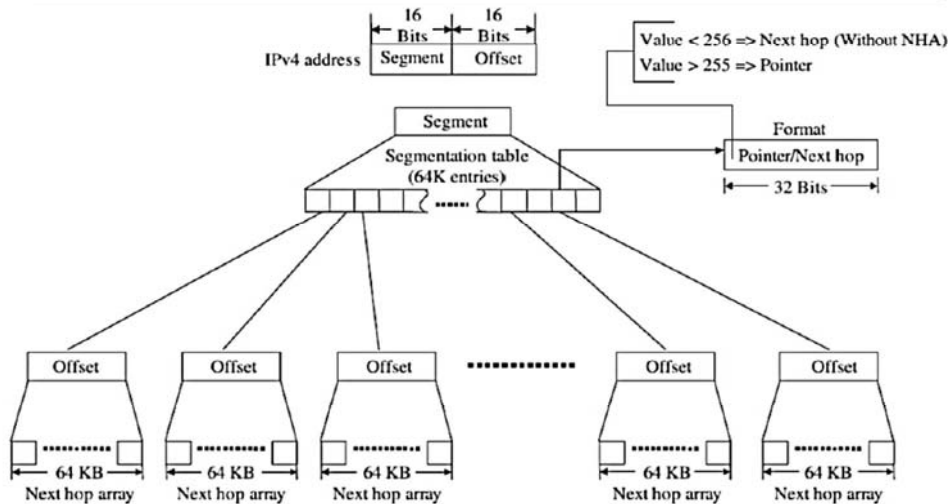 16
Bits
16
Bits
IPv4 address
Segment
Offset
Value < 256 => Next hop (Without NHA)
Value > 255 => Pointer
Segment
Format
Segmentation table
(64K entries)
Pointer/Next hop
32 Bits
Offset
Offset
Offset
Offset
Offset
64 KB
64 KB
64 KB
64 KB
64 KB
Next hop array
Next hop array
Next hop array
Next hop array
Next hop array